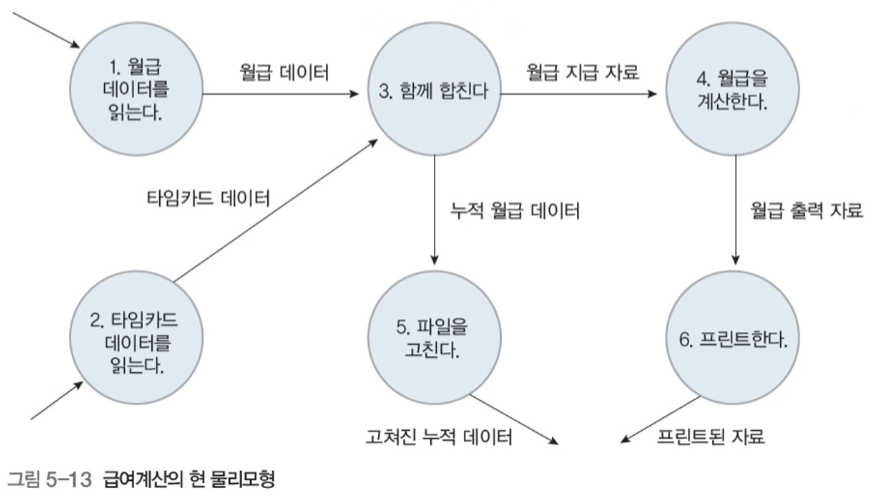 1. 월급
데이터를
읽는다.
월급 데이터
3. 함께 합친다
월급 지급 자료
4. 월급을
계산한다.
타임카드 데이터
누적 월급 데이터
월급 출력 자료
2. 타임카드
데이터를
읽는다.
5. 파일을
고친다.
6. 프린트한다.
고쳐진 누적 데이터
프린트된 자료
그림 5-13 급여계산의 현 물리모형